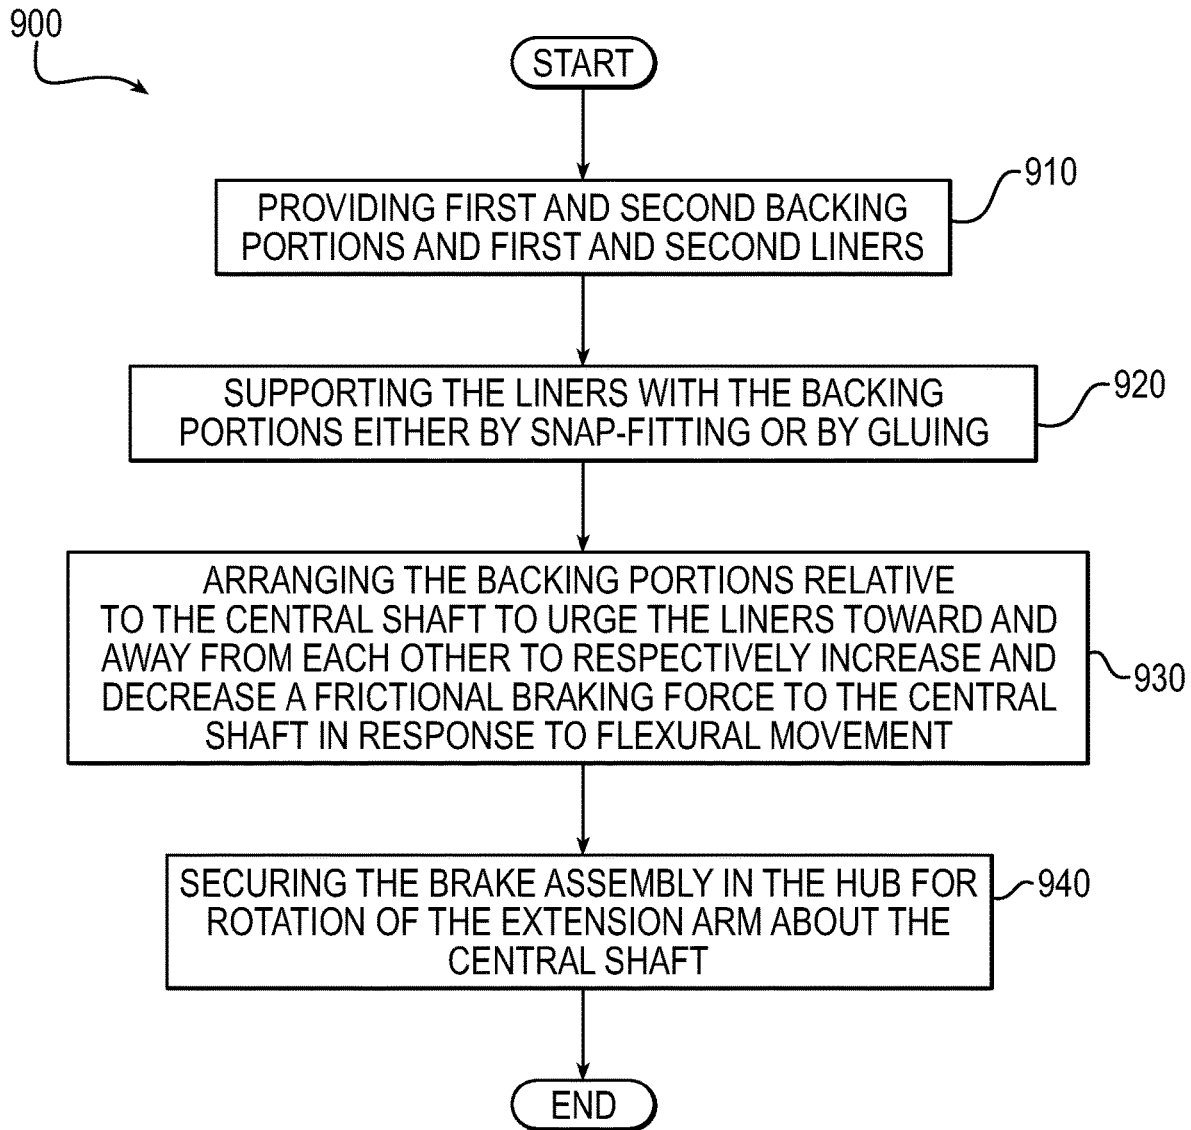 900
START
910
PROVIDING FIRST AND SECOND BACKING
PORTIONS AND FIRST AND SECOND LINERS
920
SUPPORTING THE LINERS WITH THE BACKING
PORTIONS EITHER BY SNAP-FITTING OR BY GLUING
ARRANGING THE BACKING PORTIONS RELATIVE
TO THE CENTRAL SHAFT TO URGE THE LINERS TOWARD AND
AWAY FROM EACH OTHER TO RESPECTIVELY INCREASE AND
DECREASE A FRICTIONAL BRAKING FORCE TO THE CENTRAL
SHAFT IN RESPONSE TO FLEXURAL MOVEMENT
930
SECURING THE BRAKE ASSEMBLY IN THE HUB FOR
ROTATION OF THE EXTENSION ARM ABOUT THE
CENTRAL SHAFT
940
END